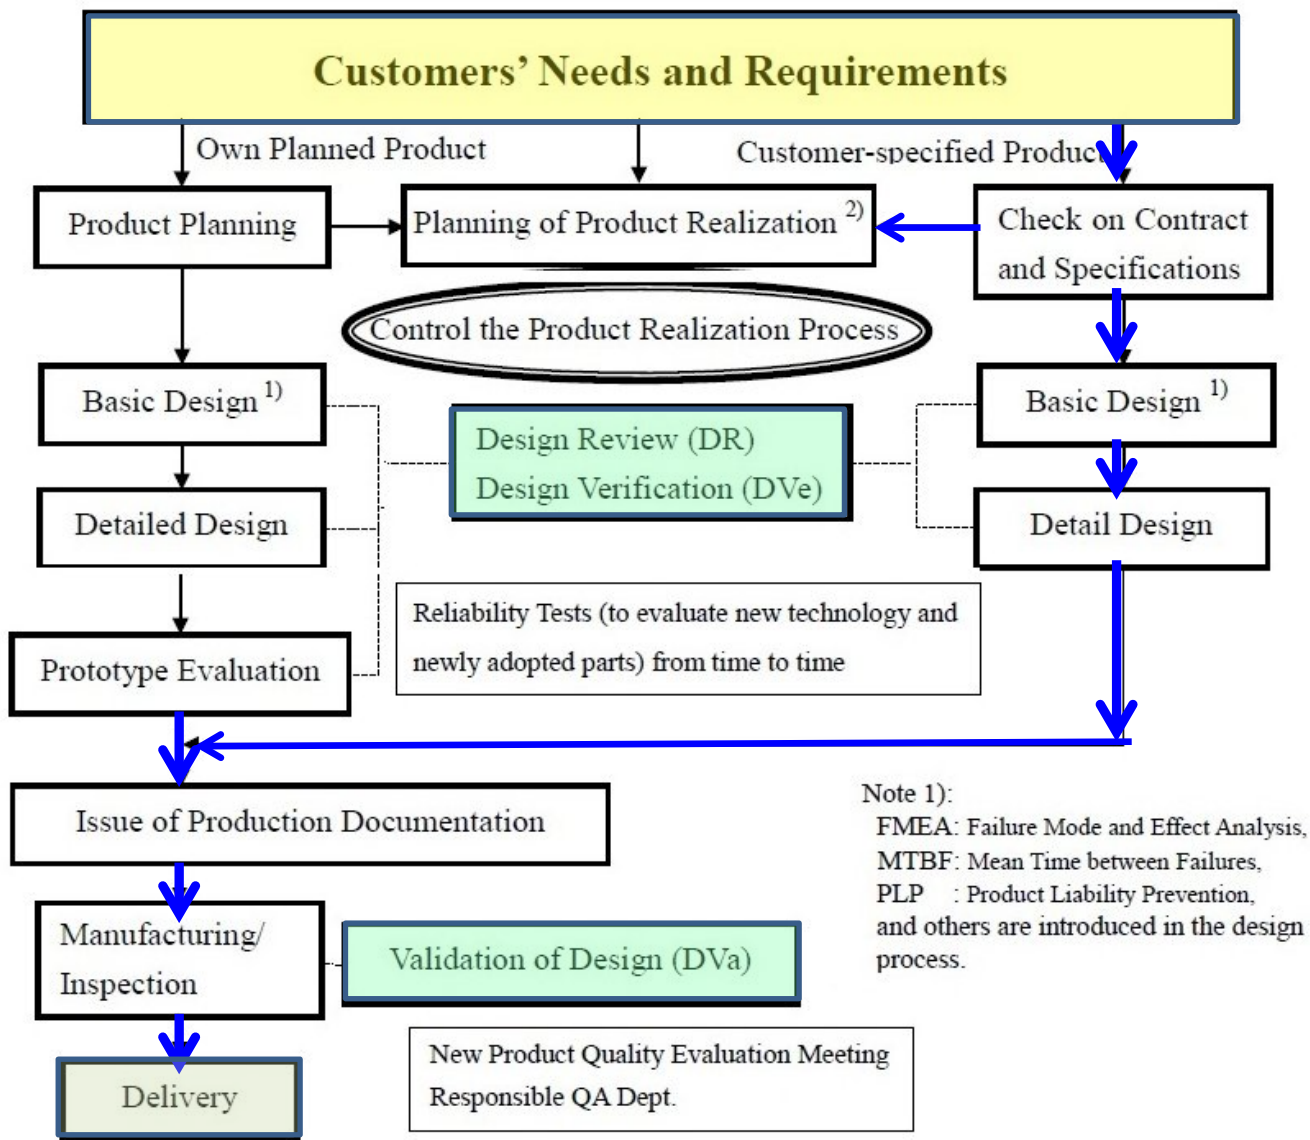 Customers’ Needs and Requirements
Own Planned Product
Customer-specified Product
Product Planning
Planning of Product Realization 2)
Check on Contract
and Specifications
Control the Product Realization Process
Basic Design 1)
Design Review (DR)
Design Verification (DVe)
Basic Design 1)
Detailed Design
Detail Design
Reliability Tests (to evaluate new technology and
newly adopted parts) from time to time
Prototype Evaluation
Issue of Production Documentation
Note 1):
FMEA: Failure Mode and Effect Analysis,
MTBF: Mean Time between Failures,
PLP : Product Liability Prevention,
and others are introduced in the design
process.
Manufacturing/
Inspection
Validation of Design (DVa)
New Product Quality Evaluation Meeting
Responsible QA Dept.
Delivery